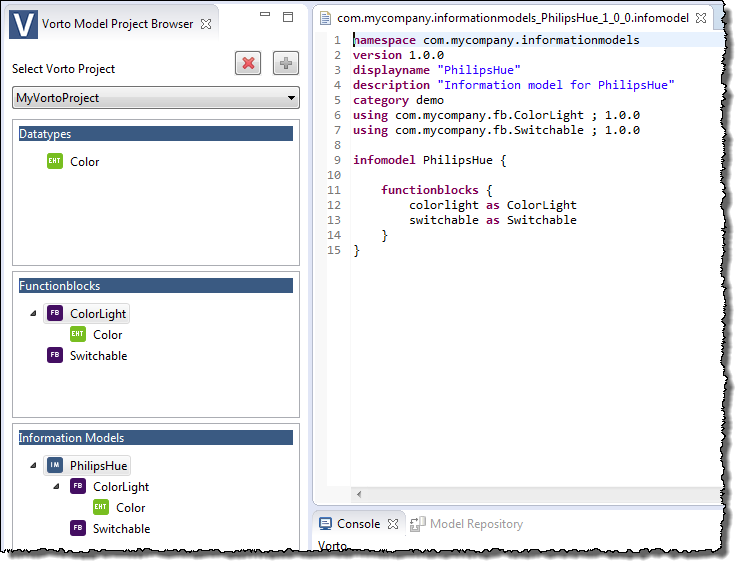 V Vorto Model Project Browser
Select Vorto Project
MyVortoProject
Datatypes
ENT Color
Functionblocks
FB ColorLight
ENT Color
FB Switchable
Information Models
IM PhilipsHue
FB ColorLight
ENT Color
FB Switchable
com.mycompany.informationmodels_PhilipsHue_1_0_0.infomodel
1 namespace com.mycompany.informationmodels
2 version 1.0.0
3 displayname "PhilipsHue"
4 description "Information model for PhilipsHue"
5 category demo
6 using com.mycompany.fb.ColorLight ; 1.0.0
7 using com.mycompany.fb.Switchable ; 1.0.0
8
9 infomodel PhilipsHue {
10
11 functionblocks {
12 colorlight as ColorLight
13 switchable as Switchable
14 }
15 }
Console Model Repository
Vorto